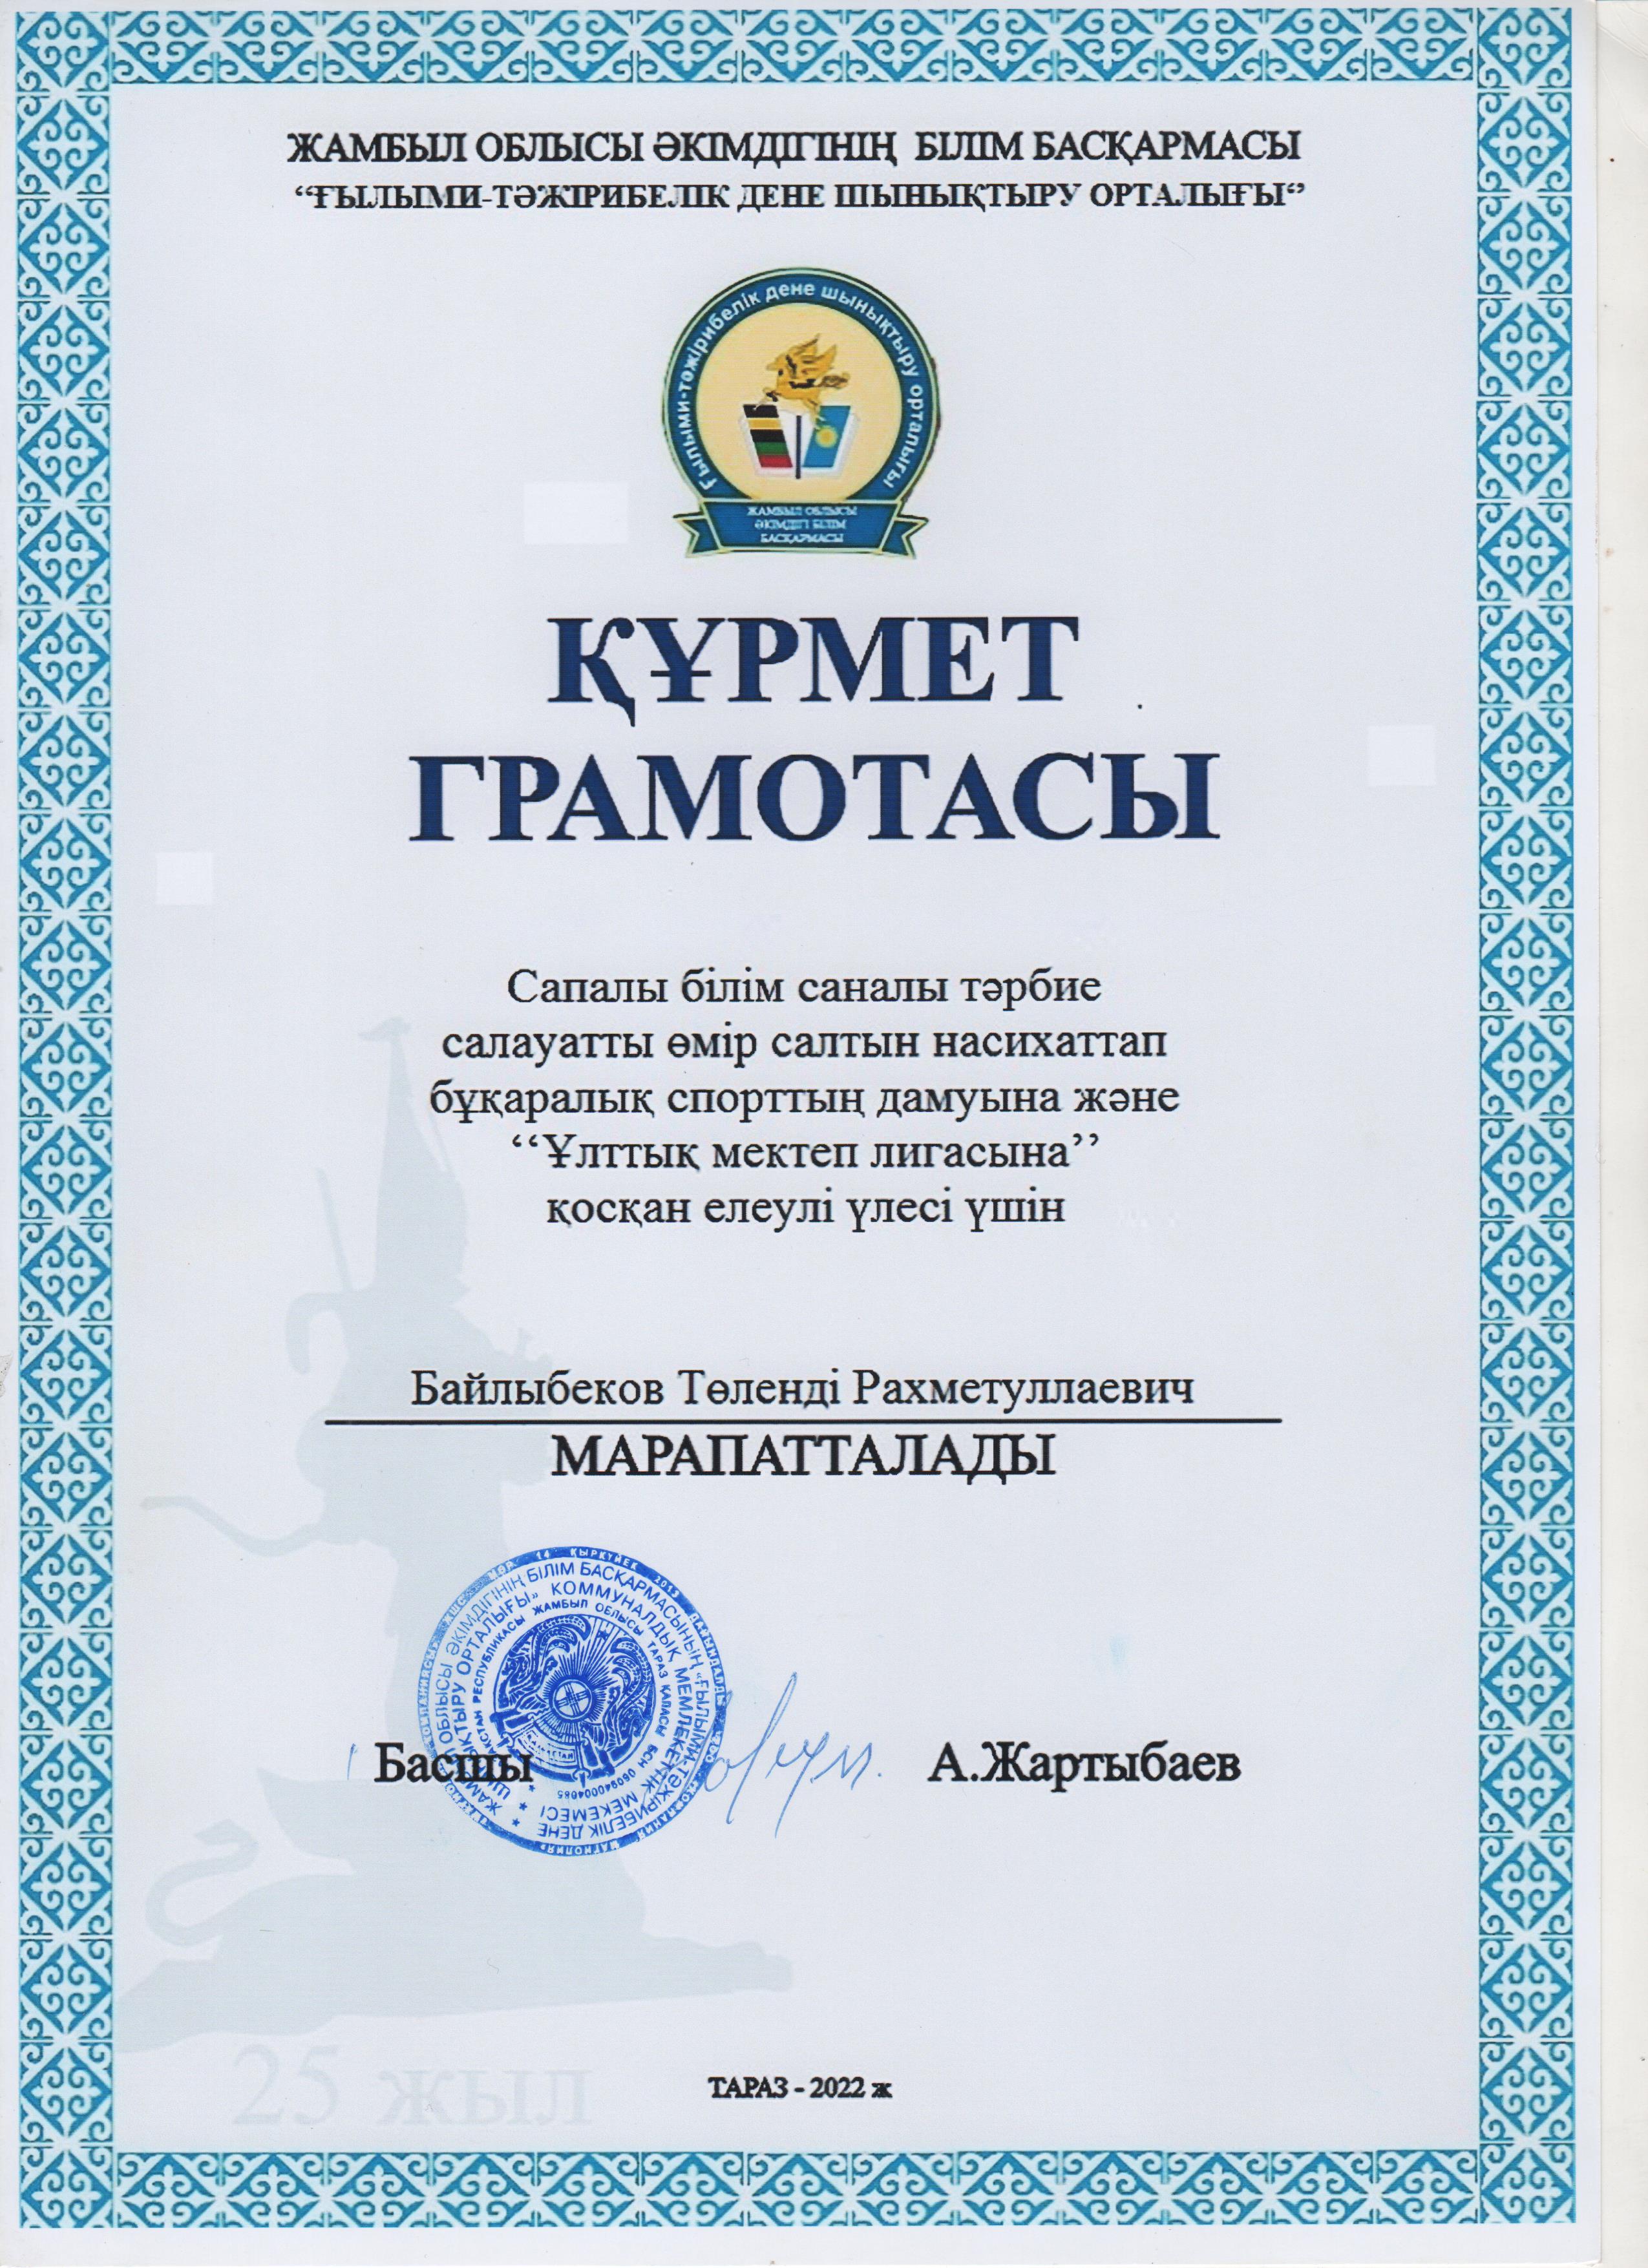 ЖАМБЫЛ ОБЛЫСЫ ӘКІМДІГІНІҢ БІЛІМ БАСҚАРМАСЫ
“ҒЫЛЫМИ-ТӘЖІРИБЕЛІК ДЕНЕ ШЫНЫҚТЫРУ ОРТАЛЫҒЫ“
Ғылыми-тәжірибелік дене шынықтыру орталығы
ЖАМБЫЛ ОБЛЫСЫ
ӘКІМДІГІ БІЛІМ
БАСҚАРМАСЫ
ҚҰРМЕТ
ГРАМОТАСЫ
Сапалы білім саналы тәрбие
салауатты өмір салтын насихаттап
бұқаралық спорттың дамуына және
‘‘Ұлттық мектеп лигасына’’
қосқан елеулі үлесі үшін
Байлыбеков Төленді Рахметуллаевич
МАРАПАТТАЛАДЫ
ЖАМБЫЛ ОБЛЫСЫ ӘКІМДІГІНІҢ БІЛІМ БАСҚАРМАСЫНЫҢ «ҒЫЛЫМИ-ТӘЖІРИБЕЛІК ДЕНЕ
ШЫНЫҚТЫРУ ОРТАЛЫҒЫ» КОММУНАЛДЫҚ МЕМЛЕКЕТТІК МЕКЕМЕСІ
ҚАЗАҚСТАН РЕСПУБЛИКАСЫ ЖАМБЫЛ ОБЛЫСЫ ТАРАЗ ҚАЛАСЫ БСН 060940004085
Басшы
А.Жартыбаев
25 жыл
ТАРАЗ - 2022 ж